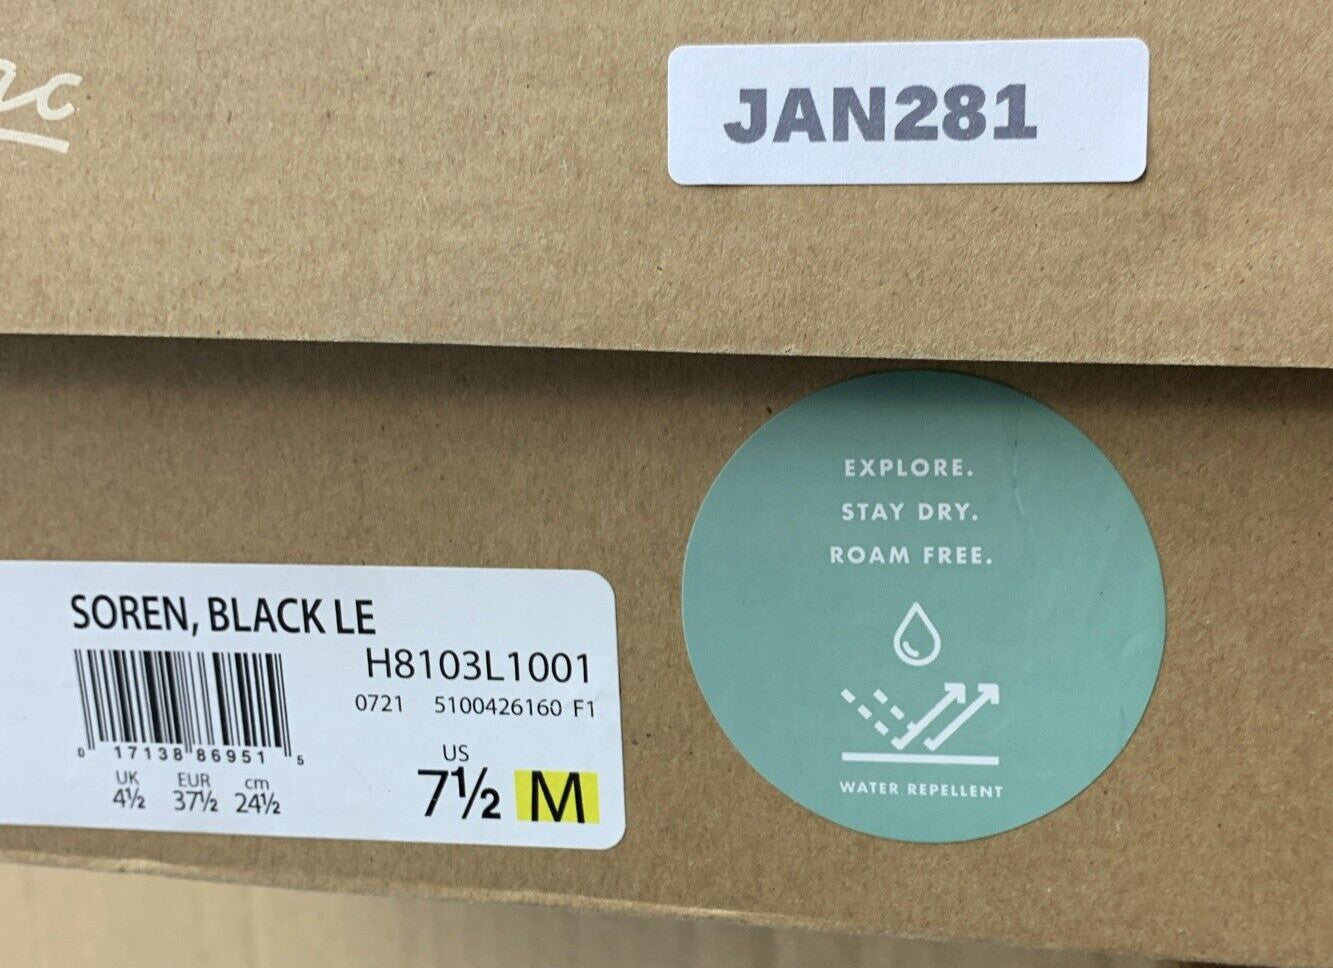 JAN281
EXPLORE.
STAY DRY.
ROAM FREE.
WATER REPELLENT
SOREN, BLACK LE
H8103L1001
0721 5100426160 F1
0 17138 86951 5
US
7½ M
UK EUR cm
4½ 37½ 24½